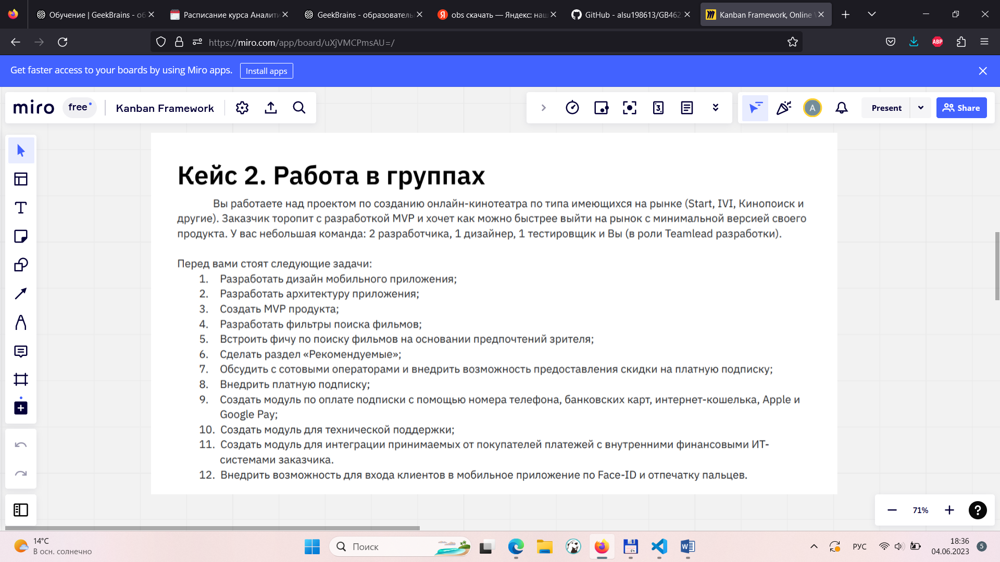 Обучение | GeekBrains - об
Расписание курса Аналити
GeekBrains - образователь
obs скачать — Яндекс: наш
GitHub - alsu198613/GB462
Kanban Framework, Online W
https://miro.com/app/board/uXjVMCPmsAU=/
ABP
Get faster access to your boards by using Miro apps.
Install apps
miro
free
Kanban Framework
3
A
Present
Share
Кейс 2. Работа в группах
Вы работаете над проектом по созданию онлайн-кинотеатра по типа имеющихся на рынке (Start, IVI, Кинопоиск и
другие). Заказчик торопит с разработкой MVP и хочет как можно быстрее выйти на рынок с минимальной версией своего
продукта. У вас небольшая команда: 2 разработчика, 1 дизайнер, 1 тестировщик и Вы (в роли Teamlead разработки).
Перед вами стоят следующие задачи:
1. Разработать дизайн мобильного приложения;
2. Разработать архитектуру приложения;
3. Создать MVP продукта;
4. Разработать фильтры поиска фильмов;
5. Встроить фичу по поиску фильмов на основании предпочтений зрителя;
6. Сделать раздел «Рекомендуемые»;
7. Обсудить с сотовыми операторами и внедрить возможность предоставления скидки на платную подписку;
8. Внедрить платную подписку;
9. Создать модуль по оплате подписки с помощью номера телефона, банковских карт, интернет-кошелька, Apple и
Google Pay;
10. Создать модуль для технической поддержки;
11. Создать модуль для интеграции принимаемых от покупателей платежей с внутренними финансовыми ИТ-
системами заказчика.
12. Внедрить возможность для входа клиентов в мобильное приложение по Face-ID и отпечатку пальцев.
71%
?
14°C
В осн. солнечно
Поиск
64
РУС
18:36
04.06.2023
5